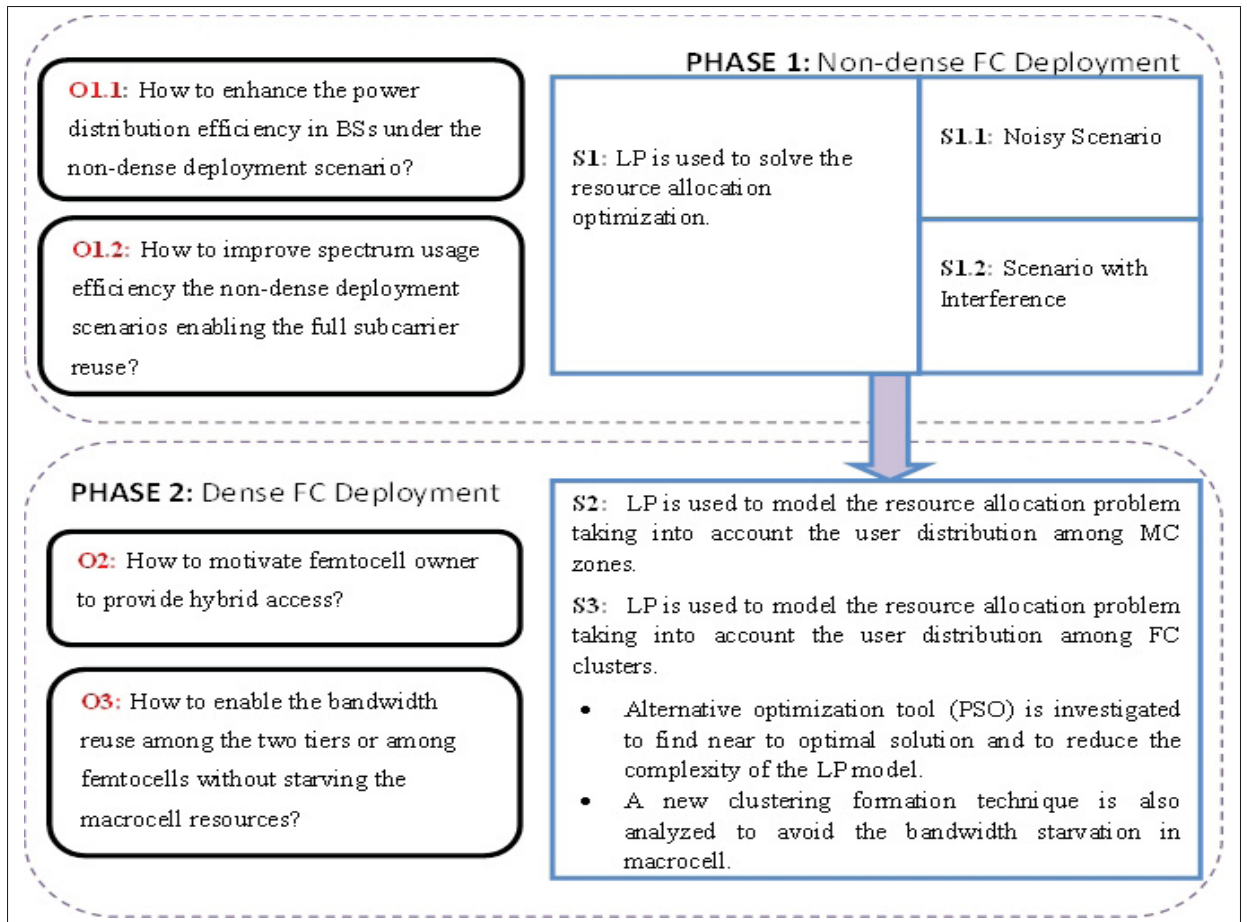 PHASE 1: Non-dense FC Deployment
O1.1: How to enhance the power
distribution efficiency in BSs under the
non-dense deployment scenario?
O1.2: How to improve spectrum usage
efficiency the non-dense deployment
scenarios enabling the full subcarrier
reuse?
S1: LP is used to solve the
resource allocation
optimization.
S1.1: Noisy Scenario
S1.2: Scenario with
Interference
PHASE 2: Dense FC Deployment
O2: How to motivate femtocell owner
to provide hybrid access?
O3: How to enable the bandwidth
reuse among the two tiers or among
femtocells without starving the
macrocell resources?
S2: LP is used to model the resource allocation problem
taking into account the user distribution among MC
zones.
S3: LP is used to model the resource allocation problem
taking into account the user distribution among FC
clusters.
• Alternative optimization tool (PSO) is investigated
to find near to optimal solution and to reduce the
complexity of the LP model.
• A new clustering formation technique is also
analyzed to avoid the bandwidth starvation in
macrocell.